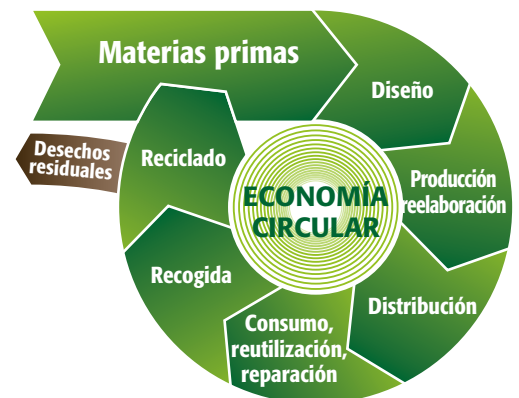 Materias primas
Diseño
Producción
reelaboración
Distribución
Consumo,
reutilización,
reparación
Recogida
Reciclado
Desechos
residuales
ECONOMÍA
CIRCULAR